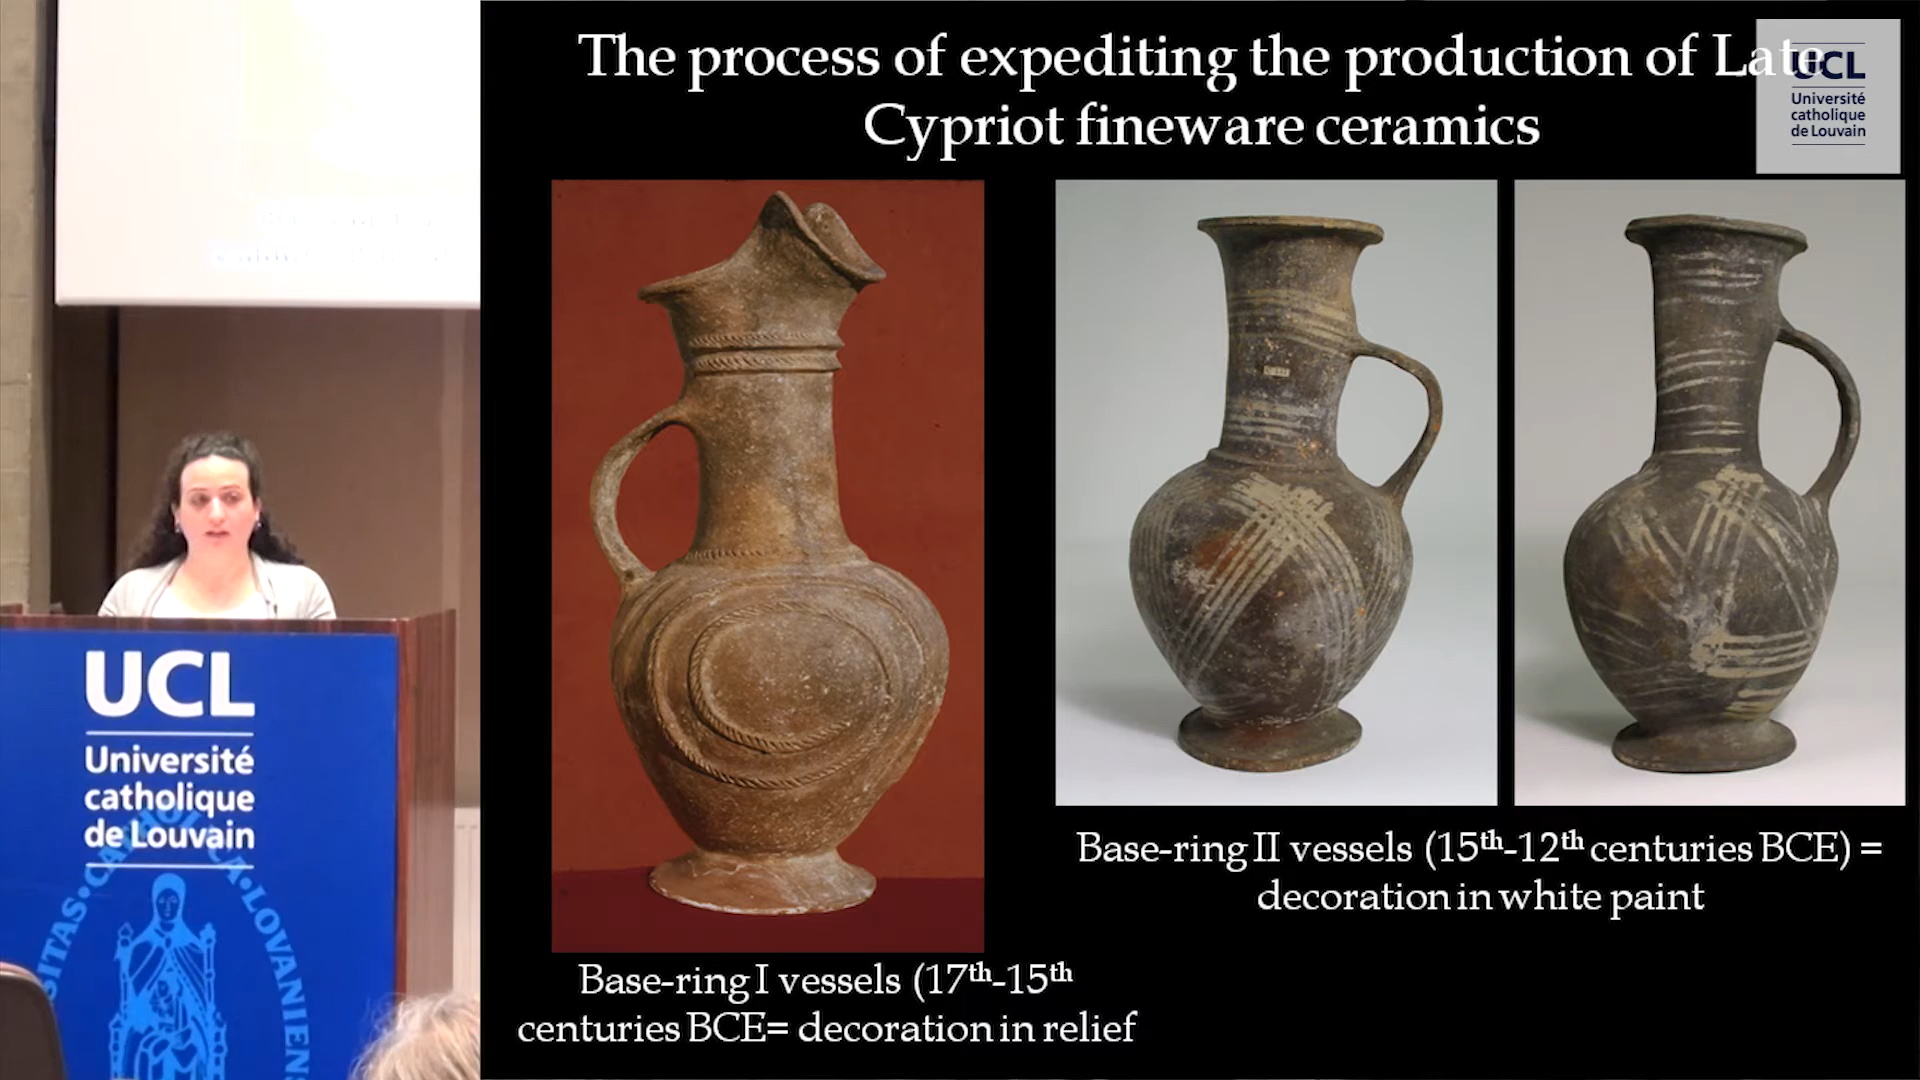 The process of expediting the production of Late
Cypriot fineware ceramics
UCL
Université
catholique
de Louvain
Base-ring II vessels (15th-12th centuries BCE) =
decoration in white paint
Base-ring I vessels (17th-15th
centuries BCE= decoration in relief
UCL
Université
catholique
de Louvain